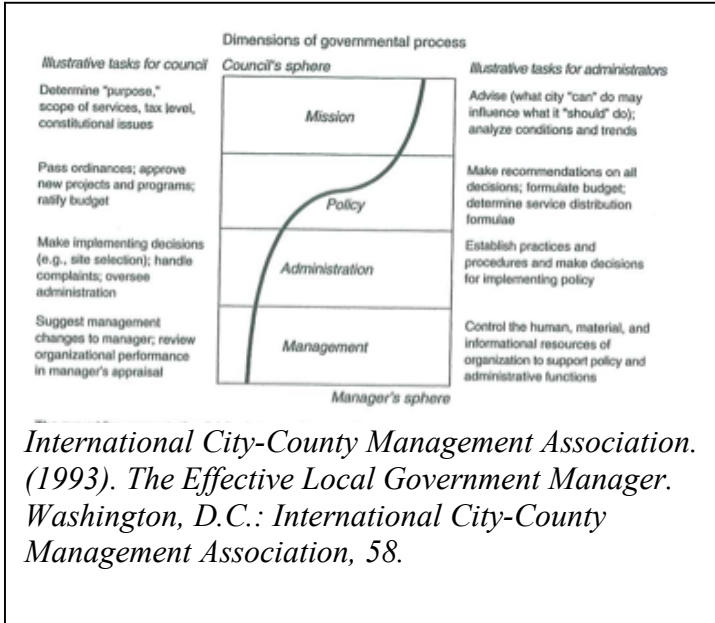 Dimensions of governmental process
Illustrative tasks for council
Council's sphere
Illustrative tasks for administrators
Determine "purpose,"
scope of services, tax level,
constitutional issues
Mission
Advise (what city "can" do may
influence what it "should" do);
analyze conditions and trends
Pass ordinances; approve
new projects and programs;
ratify budget
Policy
Make recommendations on all
decisions; formulate budget;
determine service distribution
formulae
Make implementing decisions
(e.g., site selection); handle
complaints; oversee
administration
Administration
Establish practices and
procedures and make decisions
for implementing policy
Suggest management
changes to manager; review
organizational performance
in manager's appraisal
Management
Control the human, material, and
informational resources of
organization to support policy and
administrative functions
Manager's sphere
International City-County Management Association.
(1993). The Effective Local Government Manager.
Washington, D.C.: International City-County
Management Association, 58.